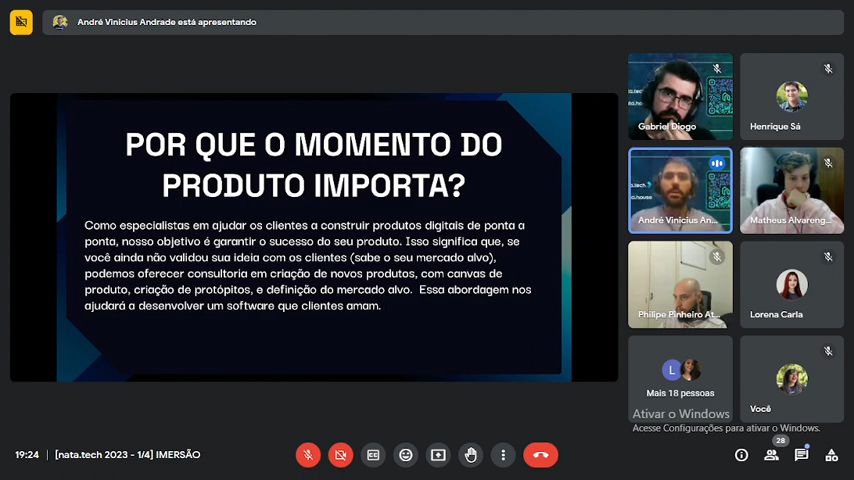 André Vinicius Andrade está apresentando
POR QUE O MOMENTO DO
PRODUTO IMPORTA?
Como especialistas em ajudar os clientes a construir produtos digitais de ponta a
ponta, nosso objetivo é garantir o sucesso do seu produto. Isso significa que, se
você ainda não validou sua ideia com os clientes (sabe o seu mercado alvo),
podemos oferecer consultoria em criação de novos produtos, com canvas de
produto, criação de protótipos, e definição do mercado alvo. Essa abordagem nos
ajudará a desenvolver um software que clientes amam.
Gabriel Diogo
Henrique Sá
André Vinicius An...
Matheus Alvareng...
Philipe Pinheiro At...
Lorena Carla
L
Mais 18 pessoas
Você
Ativar o Windows
Acesse Configurações para ativar o Windows.
28
19:24 | [nata.tech 2023 - 1/4] IMERSÃO